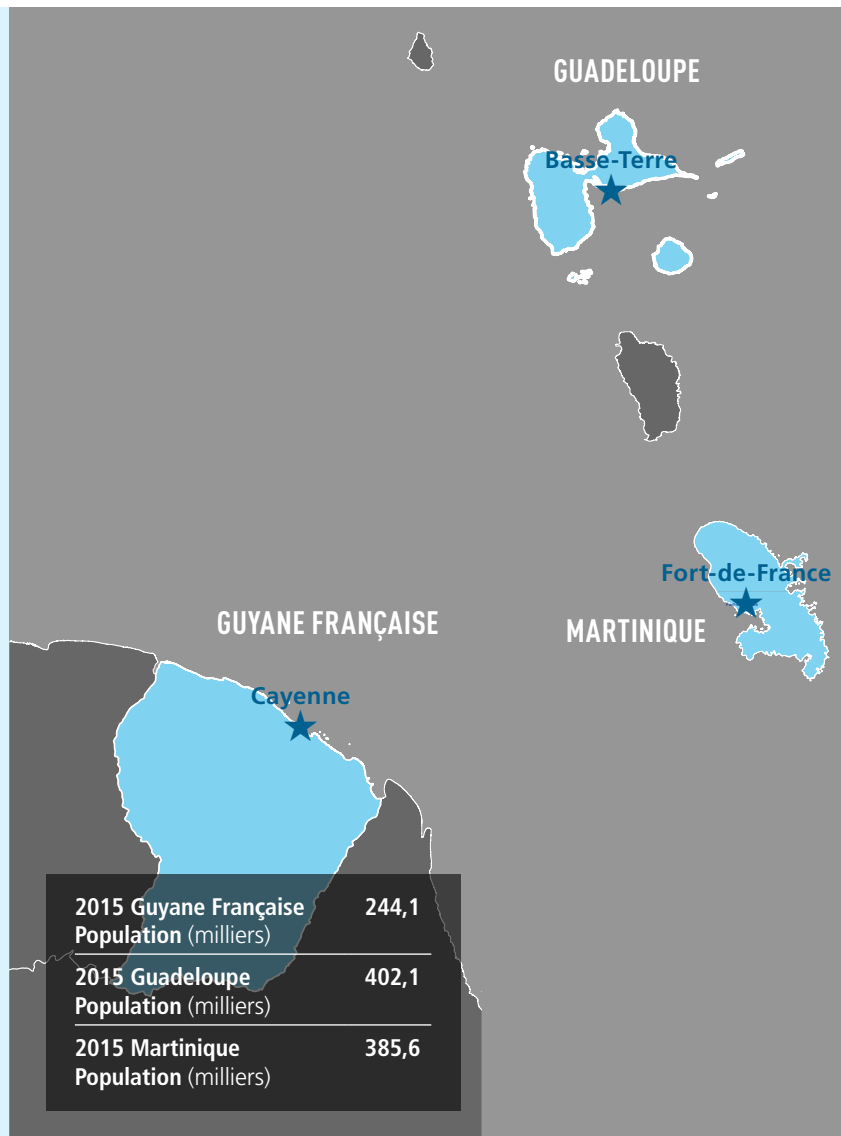 GUADELOUPE
Basse-Terre
Fort-de-France
MARTINIQUE
GUYANE FRANÇAISE
Cayenne
2015 Guyane Française 244,1
Population (milliers)
2015 Guadeloupe 402,1
Population (milliers)
2015 Martinique 385,6
Population (milliers)